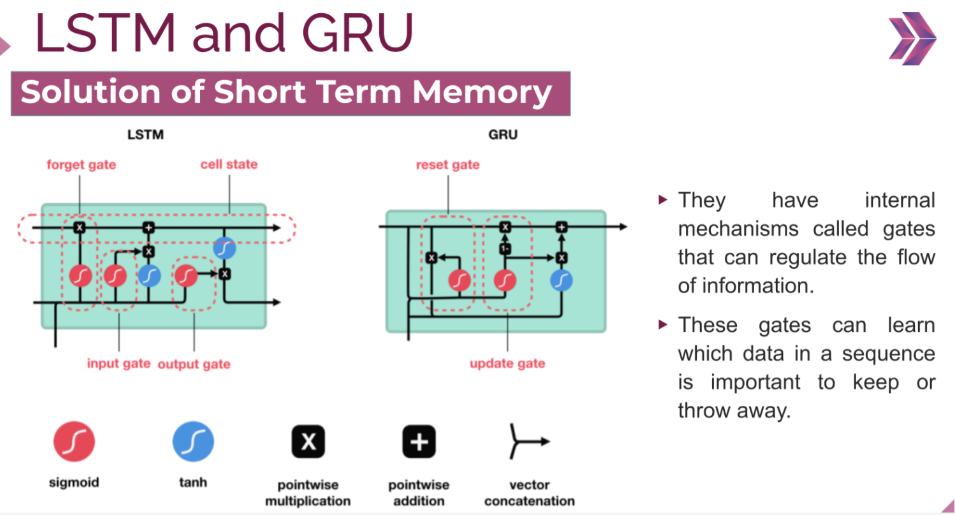 LSTM and GRU
Solution of Short Term Memory
LSTM
GRU
forget gate
cell state
reset gate
input gate
output gate
update gate
x
+
x
x
x
1-
x
+
x
They have internal
mechanisms called gates
that can regulate the flow
of information.
These gates can learn
which data in a sequence
is important to keep or
throw away.
X
+
sigmoid
tanh
pointwise
multiplication
pointwise
addition
vector
concatenation